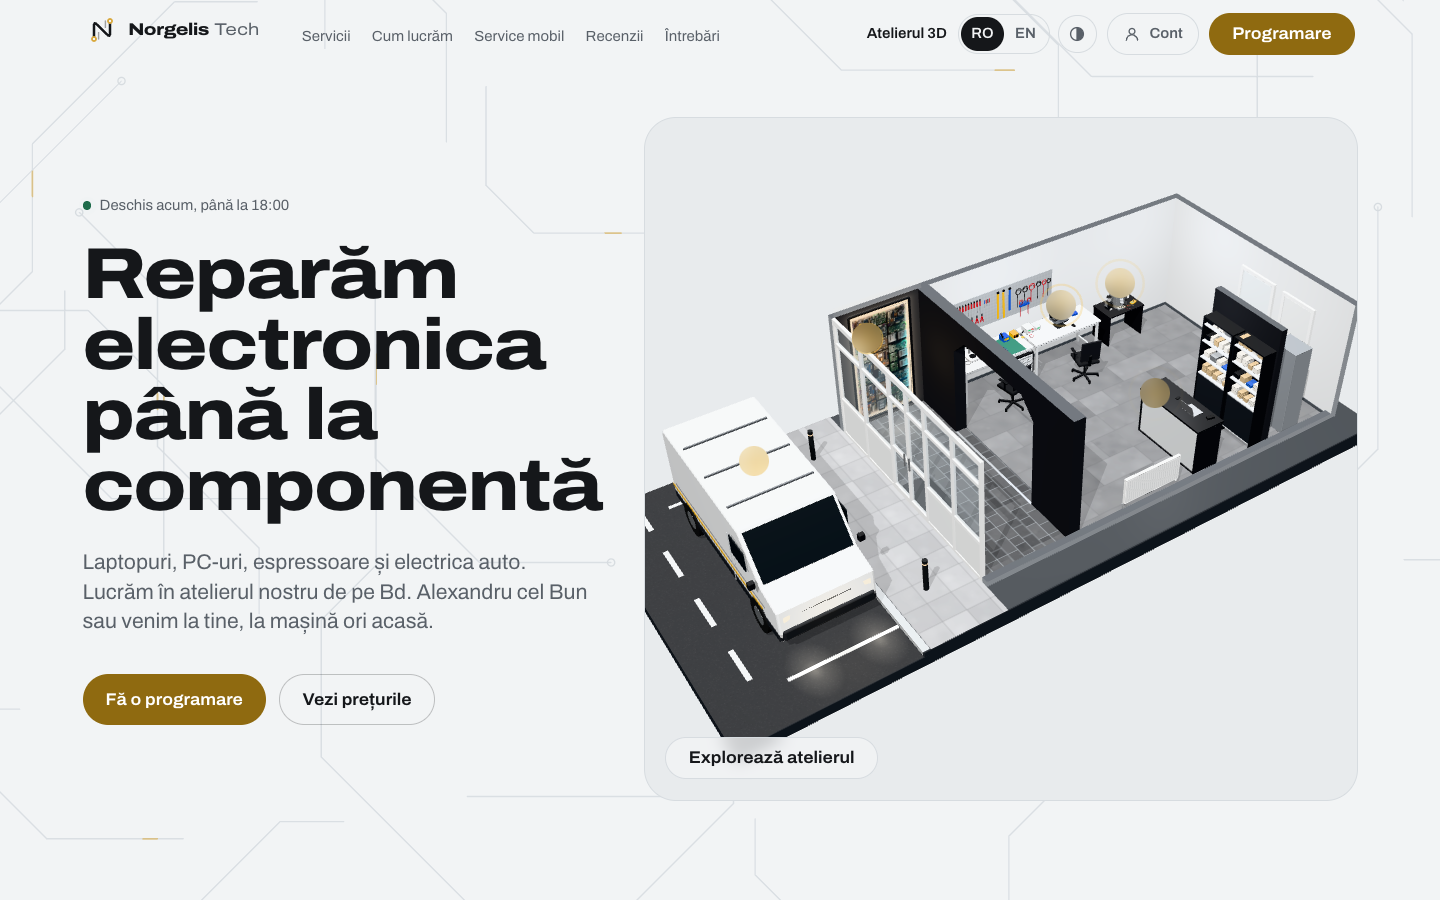 Norgelis Tech
Servicii
Cum lucrăm
Service mobil
Recenzii
Întrebări
Atelierul 3D
RO
EN
Cont
Programare
Deschis acum, până la 18:00
Reparăm
electronica
până la
componentă
Laptopuri, PC-uri, espressoare și electrica auto.
Lucrăm în atelierul nostru de pe Bd. Alexandru cel Bun
sau venim la tine, la mașină ori acasă.
Fă o programare
Vezi prețurile
Explorează atelierul